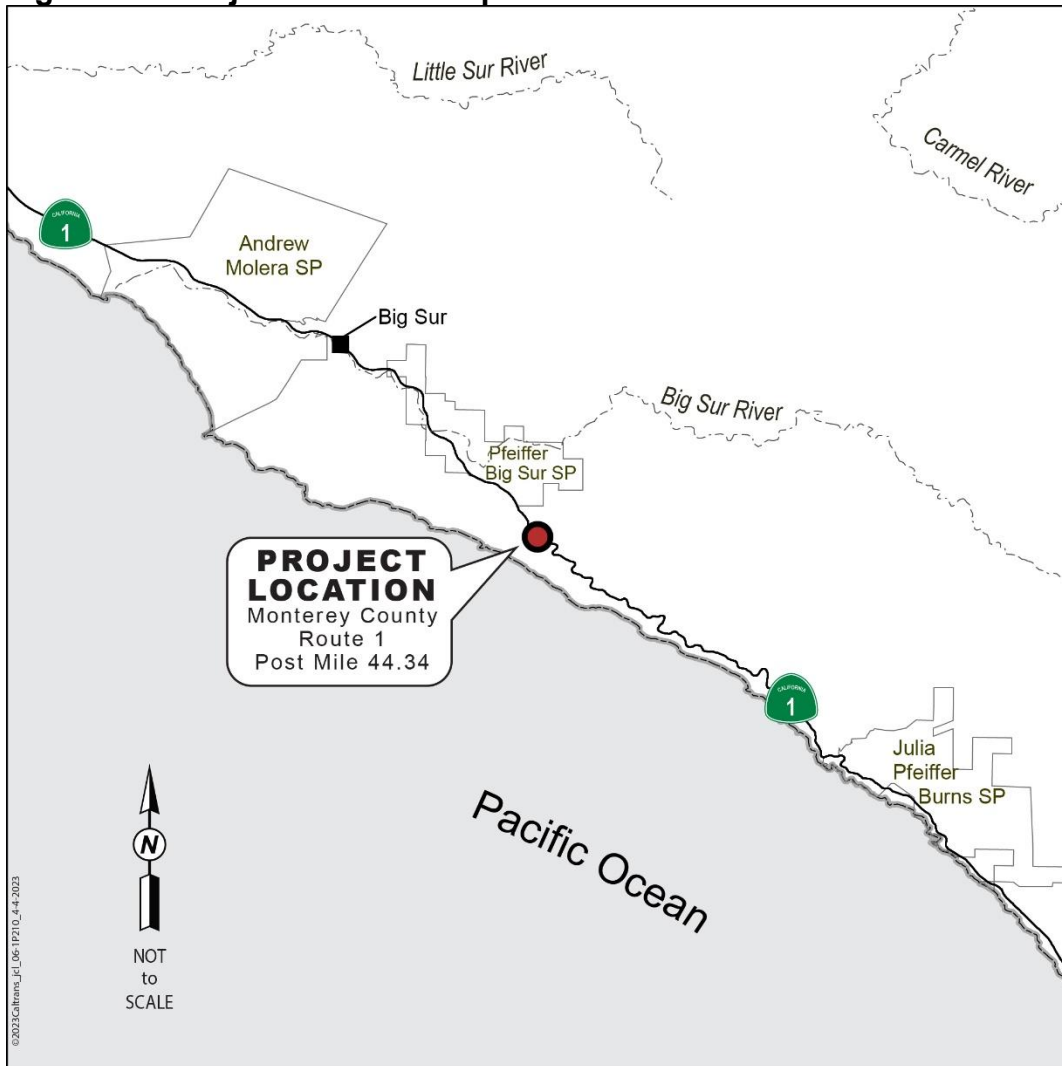 Little Sur River
Carmel River
CALIFORNIA
1
Andrew
Molera SP
Big Sur
Big Sur River
Pfeiffer
Big Sur SP
PROJECT
LOCATION
Monterey County
Route 1
Post Mile 44.34
CALIFORNIA
1
Julia
Pfeiffer
Burns SP
Pacific Ocean
N
NOT
to
SCALE
©2023Caltrans_jcl_06-1P210_4-4-2023